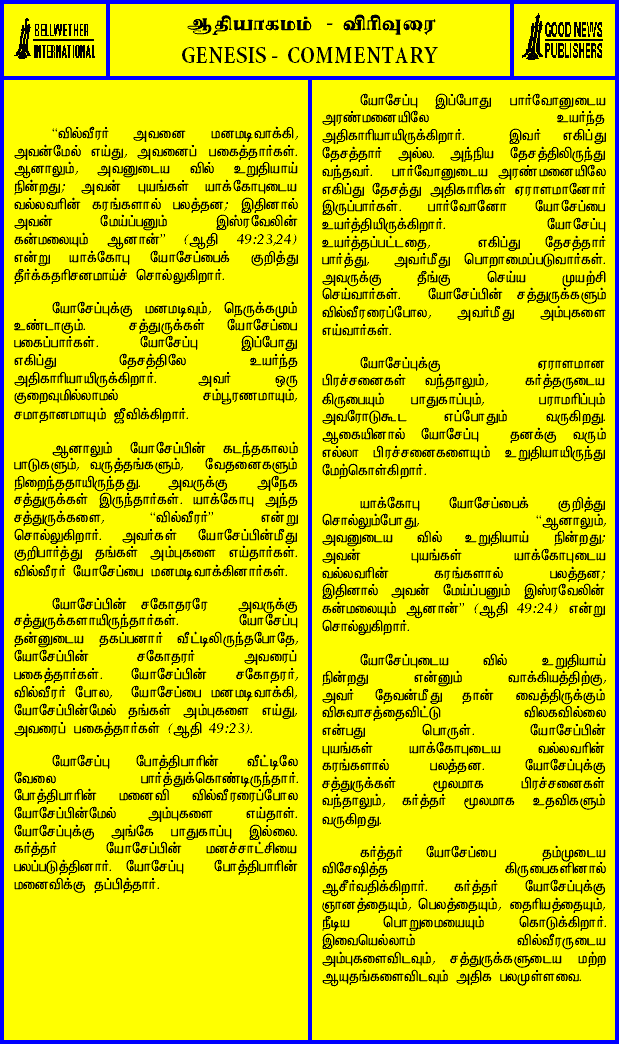 BELLWETHER
INTERNATIONAL
ஆதியாகமம் - விரிவுரை
GENESIS - COMMENTARY
GOOD NEWS
PUBLISHERS
“வில்வீரர் அவனை மனமடிவாக்கி,
அவன்மேல் எய்து, அவனைப் பகைத்தார்கள்.
ஆனாலும், அவனுடைய வில் உறுதியாய்
நின்றது; அவன் புயங்கள் யாக்கோபுடைய
வல்லவரின் கரங்களால் பலத்தன; இதினால்
அவன் மேய்ப்பனும் இஸ்ரவேலின்
கன்மலையும் ஆனான்” (ஆதி 49:23,24)
என்று யாக்கோபு யோசேப்பைக் குறித்து
தீர்க்கதரிசனமாய்ச் சொல்லுகிறார்.
யோசேப்புக்கு மனமடிவும், நெருக்கமும்
உண்டாகும். சத்துருக்கள் யோசேப்பை
பகைப்பார்கள். யோசேப்பு இப்போது
எகிப்து தேசத்திலே உயர்ந்த
அதிகாரியாயிருக்கிறார். அவர் ஒரு
குறைவுமில்லாமல் சம்பூரணமாயும்,
சமாதானமாயும் ஜீவிக்கிறார்.
ஆனாலும் யோசேப்பின் கடந்தகாலம்
பாடுகளும், வருத்தங்களும், வேதனைகளும்
நிறைந்ததாயிருந்தது. அவருக்கு அநேக
சத்துருக்கள் இருந்தார்கள். யாக்கோபு அந்த
சத்துருக்களை, “வில்வீரர்” என்று
சொல்லுகிறார். அவர்கள் யோசேப்பின்மீது
குறிபார்த்து தங்கள் அம்புகளை எய்தார்கள்.
வில்வீரர் யோசேப்பை மனமடிவாக்கினார்கள்.
யோசேப்பின் சகோதரரே அவருக்கு
சத்துருக்களாயிருந்தார்கள். யோசேப்பு
தன்னுடைய தகப்பனார் வீட்டிலிருந்தபோதே,
யோசேப்பின் சகோதரர் அவரைப்
பகைத்தார்கள். யோசேப்பின் சகோதரர்,
வில்வீரர் போல, யோசேப்பை மனமடிவாக்கி,
யோசேப்பின்மேல் தங்கள் அம்புகளை எய்து,
அவரைப் பகைத்தார்கள் (ஆதி 49:23).
யோசேப்பு போத்திபாரின் வீட்டிலே
வேலை பார்த்துக்கொண்டிருந்தார்.
போத்திபாரின் மனைவி வில்வீரரைப்போல
யோசேப்பின்மேல் அம்புகளை எய்தாள்.
யோசேப்புக்கு அங்கே பாதுகாப்பு இல்லை.
கர்த்தர் யோசேப்பின் மனச்சாட்சியை
பலப்படுத்தினார். யோசேப்பு போத்திபாரின்
மனைவிக்கு தப்பித்தார்.
யோசேப்பு இப்போது பார்வோனுடைய
அரண்மனையிலே உயர்ந்த
அதிகாரியாயிருக்கிறார். இவர் எகிப்து
தேசத்தார் அல்ல. அந்நிய தேசத்திலிருந்து
வந்தவர். பார்வோனுடைய அரண்மனையிலே
எகிப்து தேசத்து அதிகாரிகள் ஏராளமானோர்
இருப்பார்கள். பார்வோனோ யோசேப்பை
உயர்த்தியிருக்கிறார். யோசேப்பு
உயர்த்தப்பட்டதை, எகிப்து தேசத்தார்
பார்த்து, அவர்மீது பொறாமைப்படுவார்கள்.
அவருக்கு தீங்கு செய்ய முயற்சி
செய்வார்கள். யோசேப்பின் சத்துருக்களும்
வில்வீரரைப்போல, அவர்மீது அம்புகளை
எய்வார்கள்.
யோசேப்புக்கு ஏராளமான
பிரச்சனைகள் வந்தாலும், கர்த்தருடைய
கிருபையும் பாதுகாப்பும், பராமரிப்பும்
அவரோடுகூட எப்போதும் வருகிறது.
ஆகையினால் யோசேப்பு தனக்கு வரும்
எல்லா பிரச்சனைகளையும் உறுதியாயிருந்து
மேற்கொள்கிறார்.
யாக்கோபு யோசேப்பைக் குறித்து
சொல்லும்போது, “ஆனாலும்,
அவனுடைய வில் உறுதியாய் நின்றது;
அவன் புயங்கள் யாக்கோபுடைய
வல்லவரின் கரங்களால் பலத்தன;
இதினால் அவன் மேய்ப்பனும் இஸ்ரவேலின்
கன்மலையும் ஆனான்” (ஆதி 49:24) என்று
சொல்லுகிறார்.
யோசேப்புடைய வில் உறுதியாய்
நின்றது என்னும் வாக்கியத்திற்கு,
அவர் தேவன்மீது தான் வைத்திருக்கும்
விசுவாசத்தைவிட்டு விலகவில்லை
என்பது பொருள். யோசேப்பின்
புயங்கள் யாக்கோபுடைய வல்லவரின்
கரங்களால் பலத்தன. யோசேப்புக்கு
சத்துருக்கள் மூலமாக பிரச்சனைகள்
வந்தாலும், கர்த்தர் மூலமாக உதவிகளும்
வருகிறது.
கர்த்தர் யோசேப்பை தம்முடைய
விசேஷித்த கிருபைகளினால்
ஆசீர்வதிக்கிறார். கர்த்தர் யோசேப்புக்கு
ஞானத்தையும், பெலத்தையும், தைரியத்தையும்,
நீடிய பொறுமையையும் கொடுக்கிறார்.
இவையெல்லாம் வில்வீரருடைய
அம்புகளைவிடவும், சத்துருக்களுடைய மற்ற
ஆயுதங்களைவிடவும் அதிக பலமுள்ளவை.